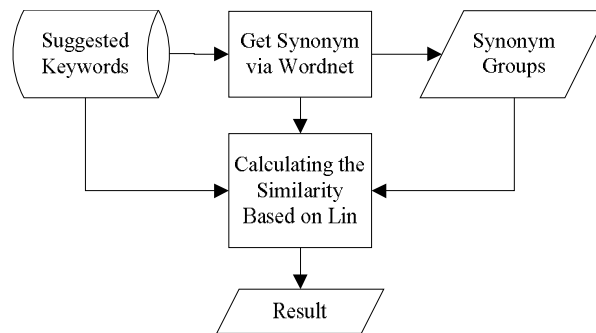 Suggested
Keywords
Get Synonym
via Wordnet
Synonym
Groups
Calculating the
Similarity
Based on Lin
Result